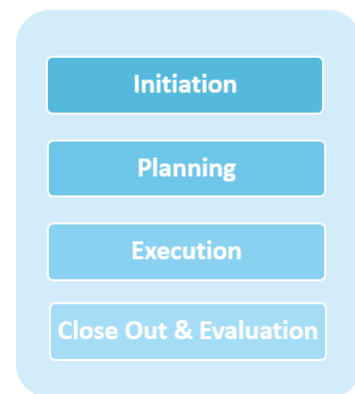 Initiation
Planning
Execution
Close Out & Evaluation